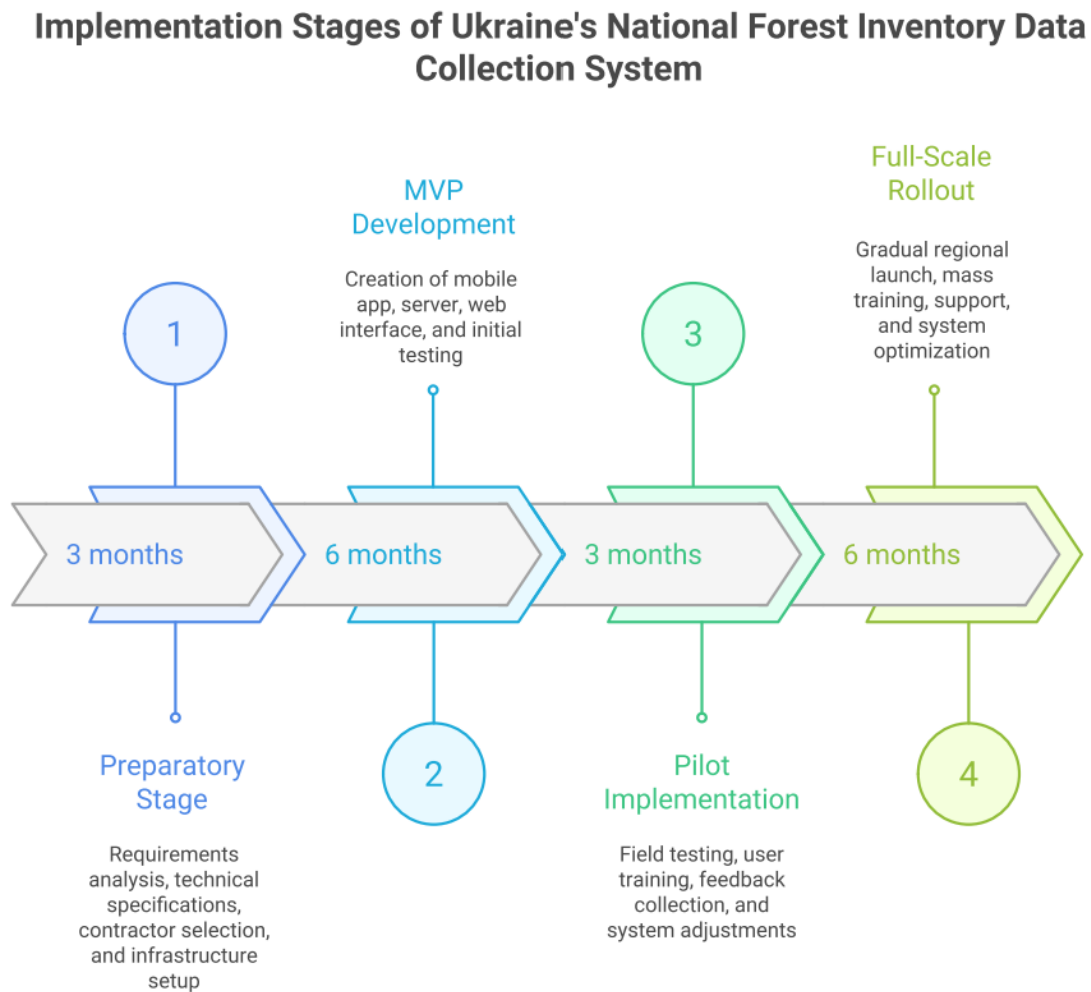 Implementation Stages of Ukraine's National Forest Inventory Data
Collection System
1
3 months
Preparatory
Stage
Requirements
analysis, technical
specifications,
contractor selection,
and infrastructure
setup
MVP
Development
Creation of mobile
app, server, web
interface, and initial
testing
6 months
2
3
3 months
Pilot
Implementation
Field testing, user
training, feedback
collection, and
system adjustments
Full-Scale
Rollout
Gradual regional
launch, mass
training, support,
and system
optimization
6 months
4